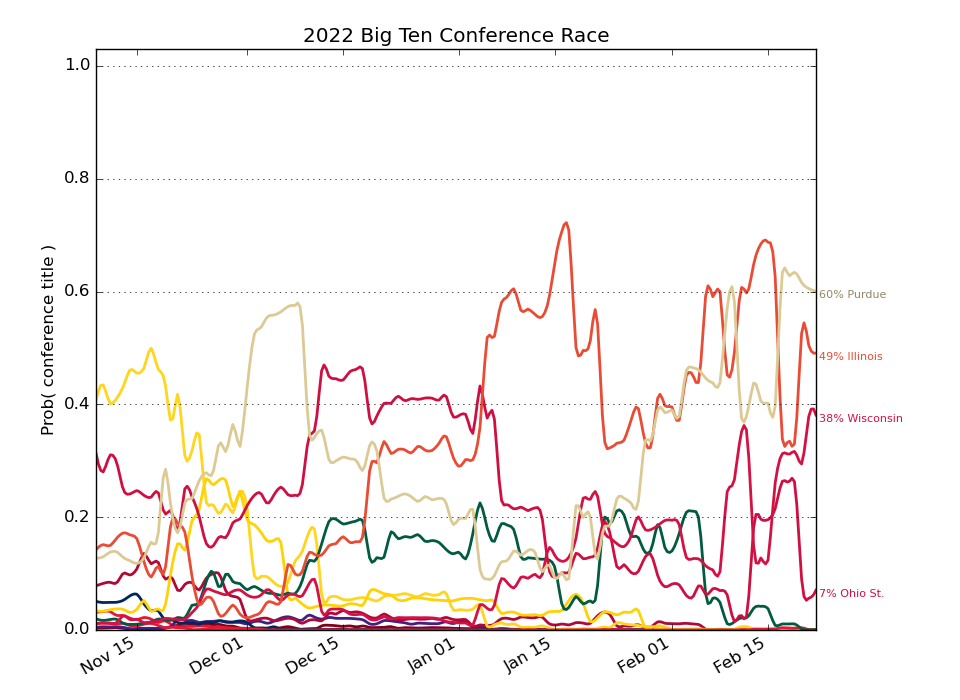 2022 Big Ten Conference Race
Prob( conference title )
1.0
0.8
0.6
0.4
0.2
0.0
60% Purdue
49% Illinois
38% Wisconsin
7% Ohio St.
Nov 15
Dec 01
Dec 15
Jan 01
Jan 15
Feb 01
Feb 15